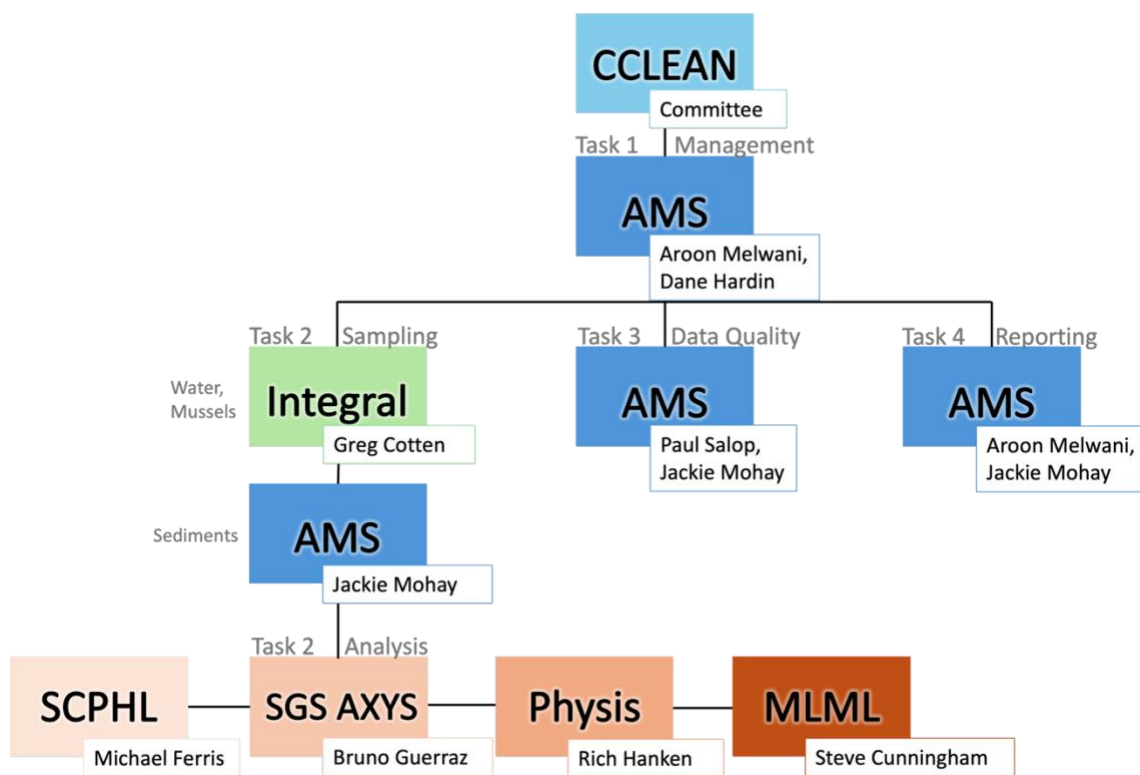 CCLEAN
Committee
Task 1 Management
AMS
Aroon Melwani,
Dane Hardin
Task 2 Sampling
Task 3 Data Quality
Task 4 Reporting
Water,
Mussels
Integral
Greg Cotten
AMS
Paul Salop,
Jackie Mohay
AMS
Aroon Melwani,
Jackie Mohay
Sediments
AMS
Jackie Mohay
Task 2 Analysis
SCPHL
Michael Ferris
SGS AXYS
Bruno Guerraz
Physis
Rich Hanken
MLML
Steve Cunningham